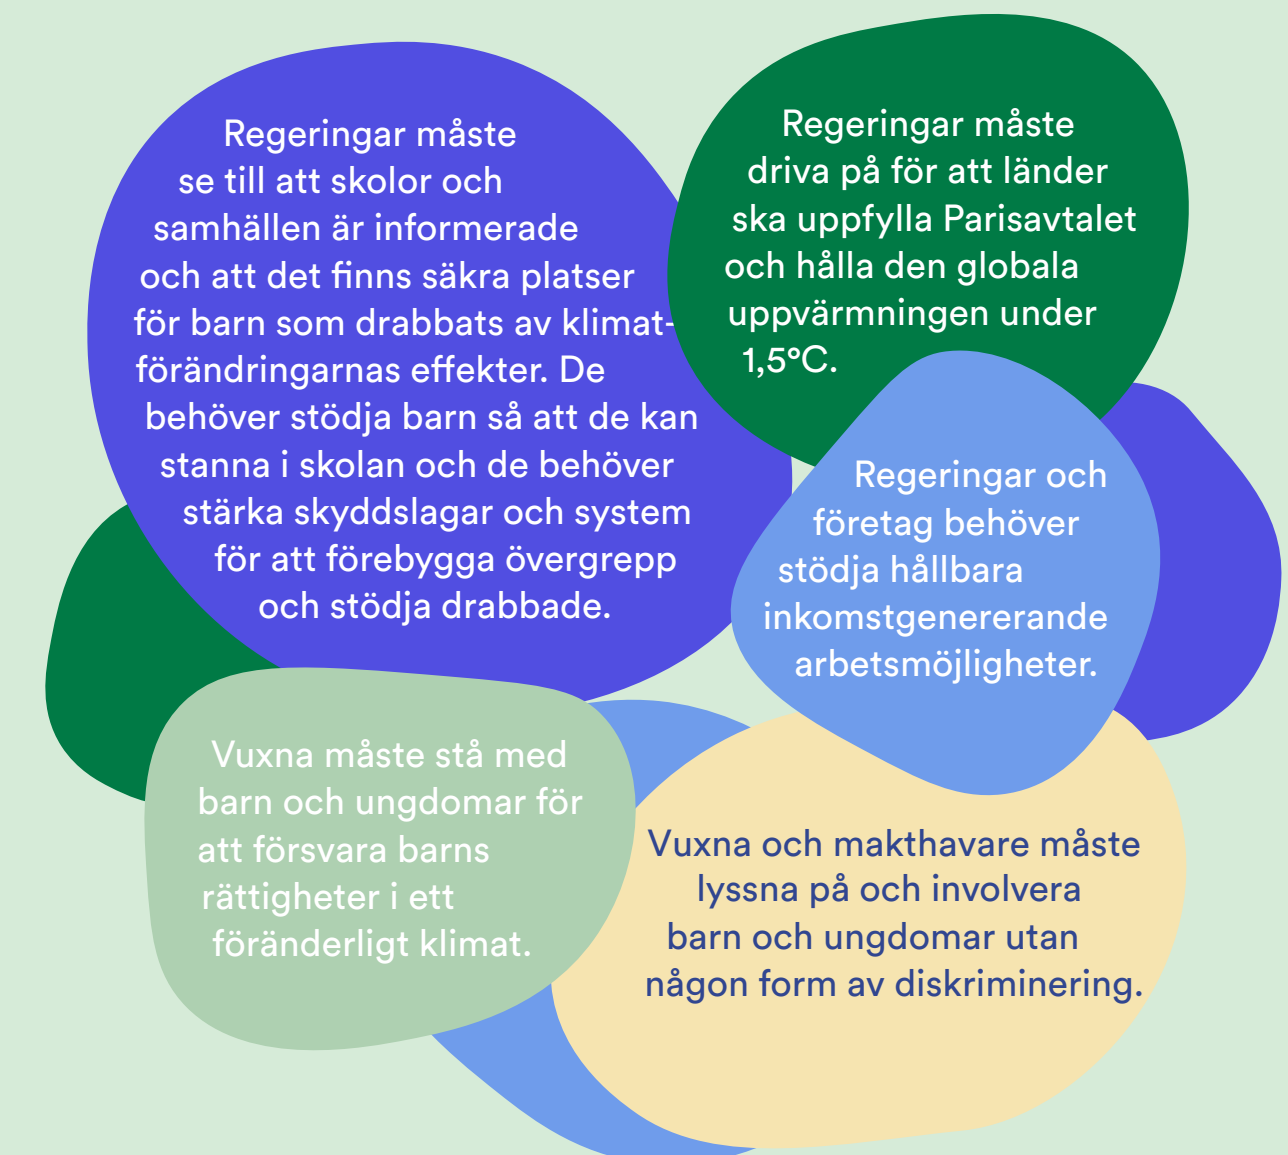 Regeringar måste
se till att skolor och
samhällen är informerade
och att det finns säkra platser
för barn som drabbats av klimat-
förändringarnas effekter. De
behöver stödja barn så att de kan
stanna i skolan och de behöver
stärka skyddslagar och system
för att förebygga övergrepp
och stödja drabbade.
Regeringar måste
driva på för att länder
ska uppfylla Parisavtalet
och hålla den globala
uppvärmningen under
1,5°C.
Regeringar och
företag behöver
stödja hållbara
inkomstgenererande
arbetsmöjligheter.
Vuxna måste stå med
barn och ungdomar för
att försvara barns
rättigheter i ett
föränderligt klimat.
Vuxna och makthavare måste
lyssna på och involvera
barn och ungdomar utan
någon form av diskriminering.